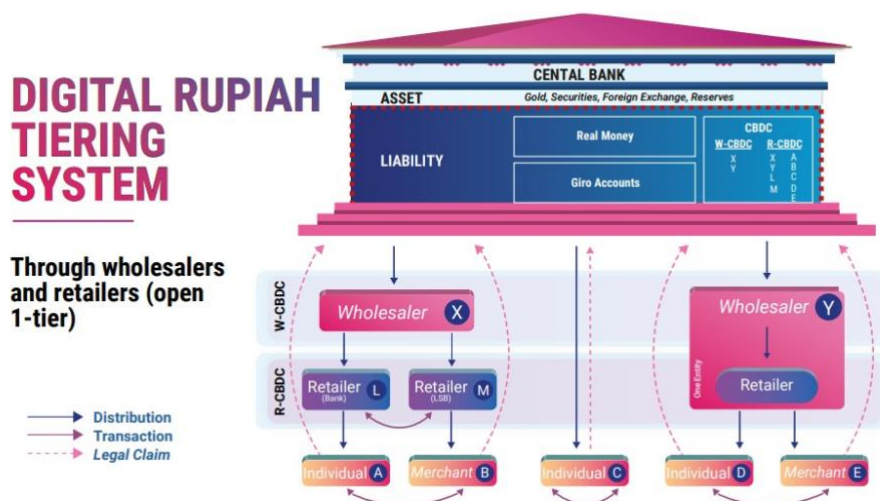 DIGITAL RUPIAH
TIERING
SYSTEM
Through wholesalers
and retailers (open
1-tier)
Distribution
Transaction
Legal Claim
CENTAL BANK
ASSET
Gold, Securities, Foreign Exchange, Reserves
LIABILITY
Real Money
Giro Accounts
CBDC
W-CBDC R-CBDC
X X A
Y Y B
L C
M D
E
W-CBDC
Wholesaler X
Wholesaler Y
R-CBDC
Retailer L
(Bank)
Retailer M
(LSB)
One Entity
Retailer
Individual A
Merchant B
Individual C
Individual D
Merchant E